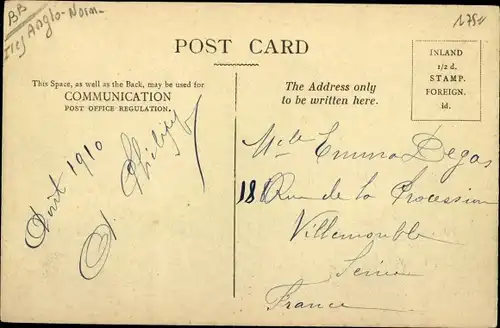 BB
Iles Anglo-Norm.
POST CARD
This Space, as well as the Back, may be used for
COMMUNICATION
POST OFFICE REGULATION.
Août 1910
The Address only
to be written here.
INLAND
1/2 d.
STAMP.
FOREIGN.
1d.
Mlle Emma Degas
18 Rue de la Procession
Villemomble
Seine
France